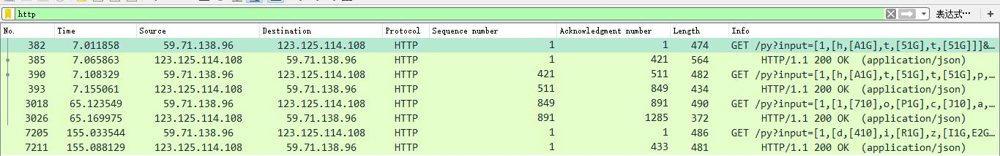 http 表达式… +
No. Time Source Destination Protocol Sequence number Acknowledgment number Length Info
382 7.011858 59.71.138.96 123.125.114.108 HTTP 1 1 474 GET /py?input=[1,[h,[A1G],t,[51G],t,[51G]]]&…
385 7.065863 123.125.114.108 59.71.138.96 HTTP 1 421 564 HTTP/1.1 200 OK (application/json)
390 7.108329 59.71.138.96 123.125.114.108 HTTP 421 511 482 GET /py?input=[1,[h,[A1G],t,[51G],t,[51G],p,…
393 7.155061 123.125.114.108 59.71.138.96 HTTP 511 849 434 HTTP/1.1 200 OK (application/json)
3018 65.123549 59.71.138.96 123.125.114.108 HTTP 849 891 490 GET /py?input=[1,[l,[710],o,[P1G],c,[J10],a,…
3026 65.169975 123.125.114.108 59.71.138.96 HTTP 891 1285 372 HTTP/1.1 200 OK (application/json)
7205 155.033544 59.71.138.96 123.125.114.108 HTTP 1 1 486 GET /py?input=[1,[d,[410],i,[R1G],z,[I1G,E2G…
7211 155.088129 123.125.114.108 59.71.138.96 HTTP 1 433 481 HTTP/1.1 200 OK (application/json)